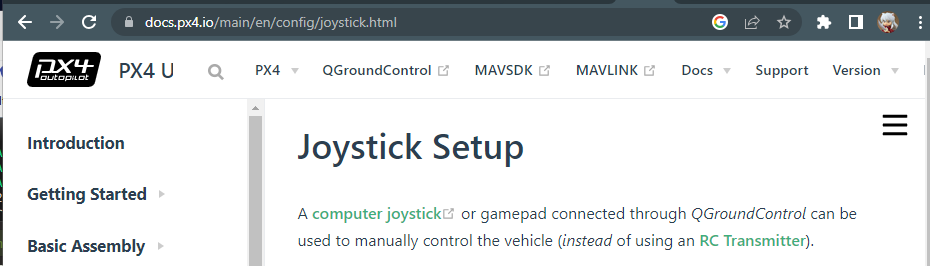 docs.px4.io/main/en/config/joystick.html
px4 autopilot PX4 U PX4 QGroundControl MAVSDK MAVLINK Docs Support Version
Introduction
Getting Started
Basic Assembly
Joystick Setup
A computer joystick or gamepad connected through QGroundControl can be
used to manually control the vehicle (instead of using an RC Transmitter).